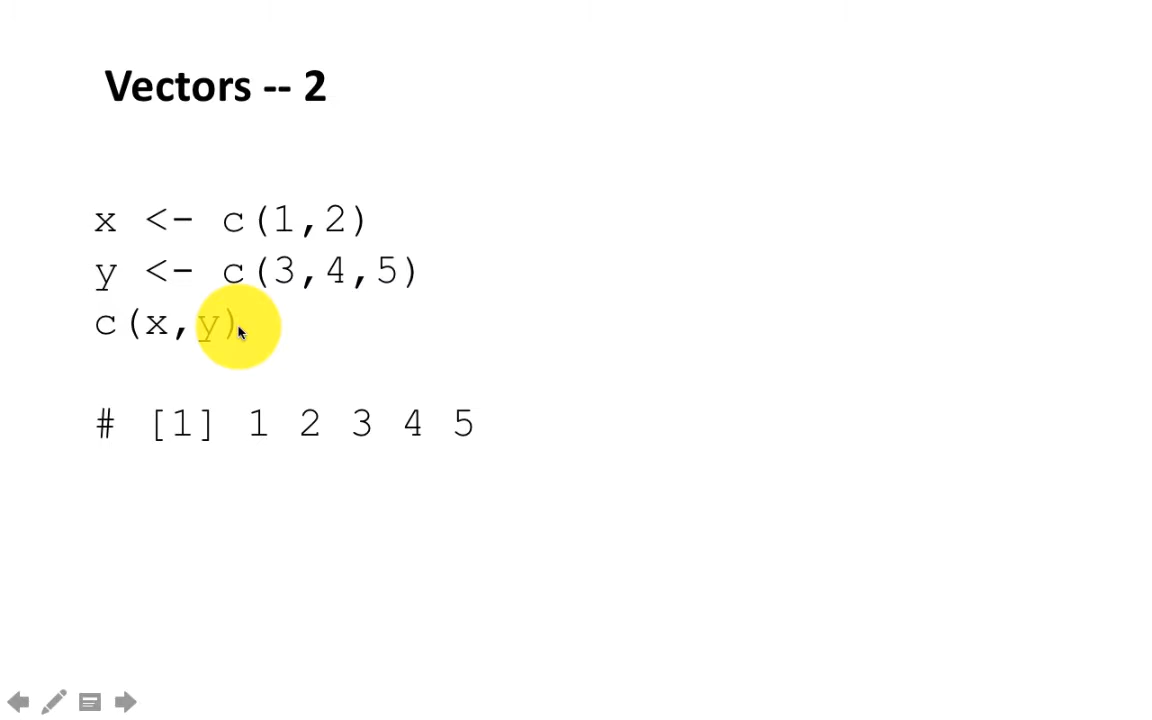 Vectors -- 2
x <- c(1,2)
y <- c(3,4,5)
c(x,y)
# [1] 1 2 3 4 5